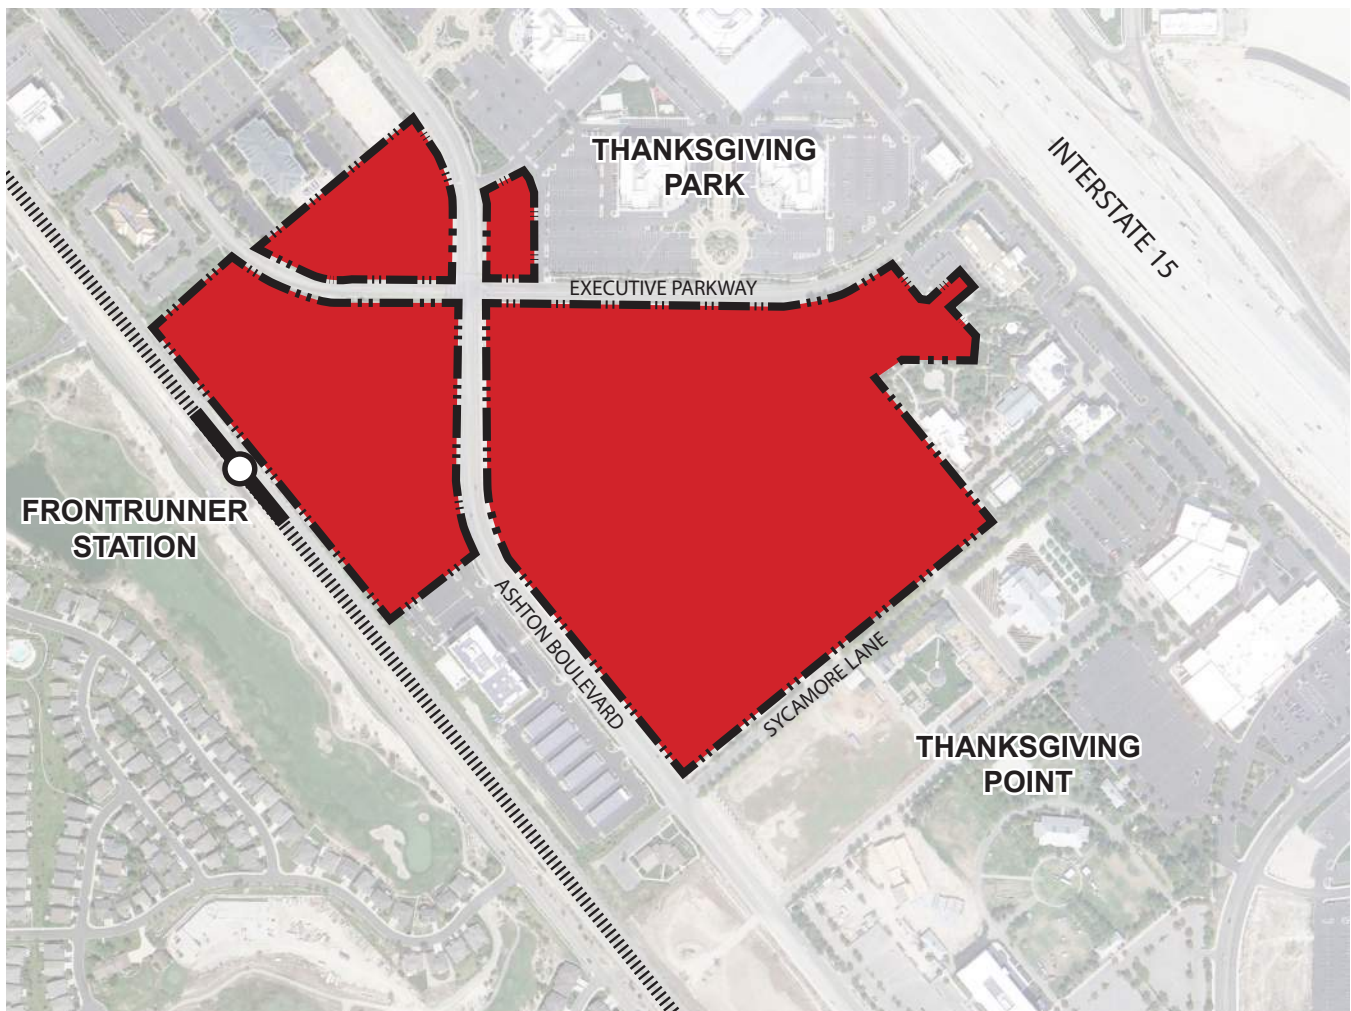 THANKSGIVING
PARK
INTERSTATE 15
EXECUTIVE PARKWAY
FRONTRUNNER
STATION
ASHTON BOULEVARD
SYCAMORE LANE
THANKSGIVING
POINT